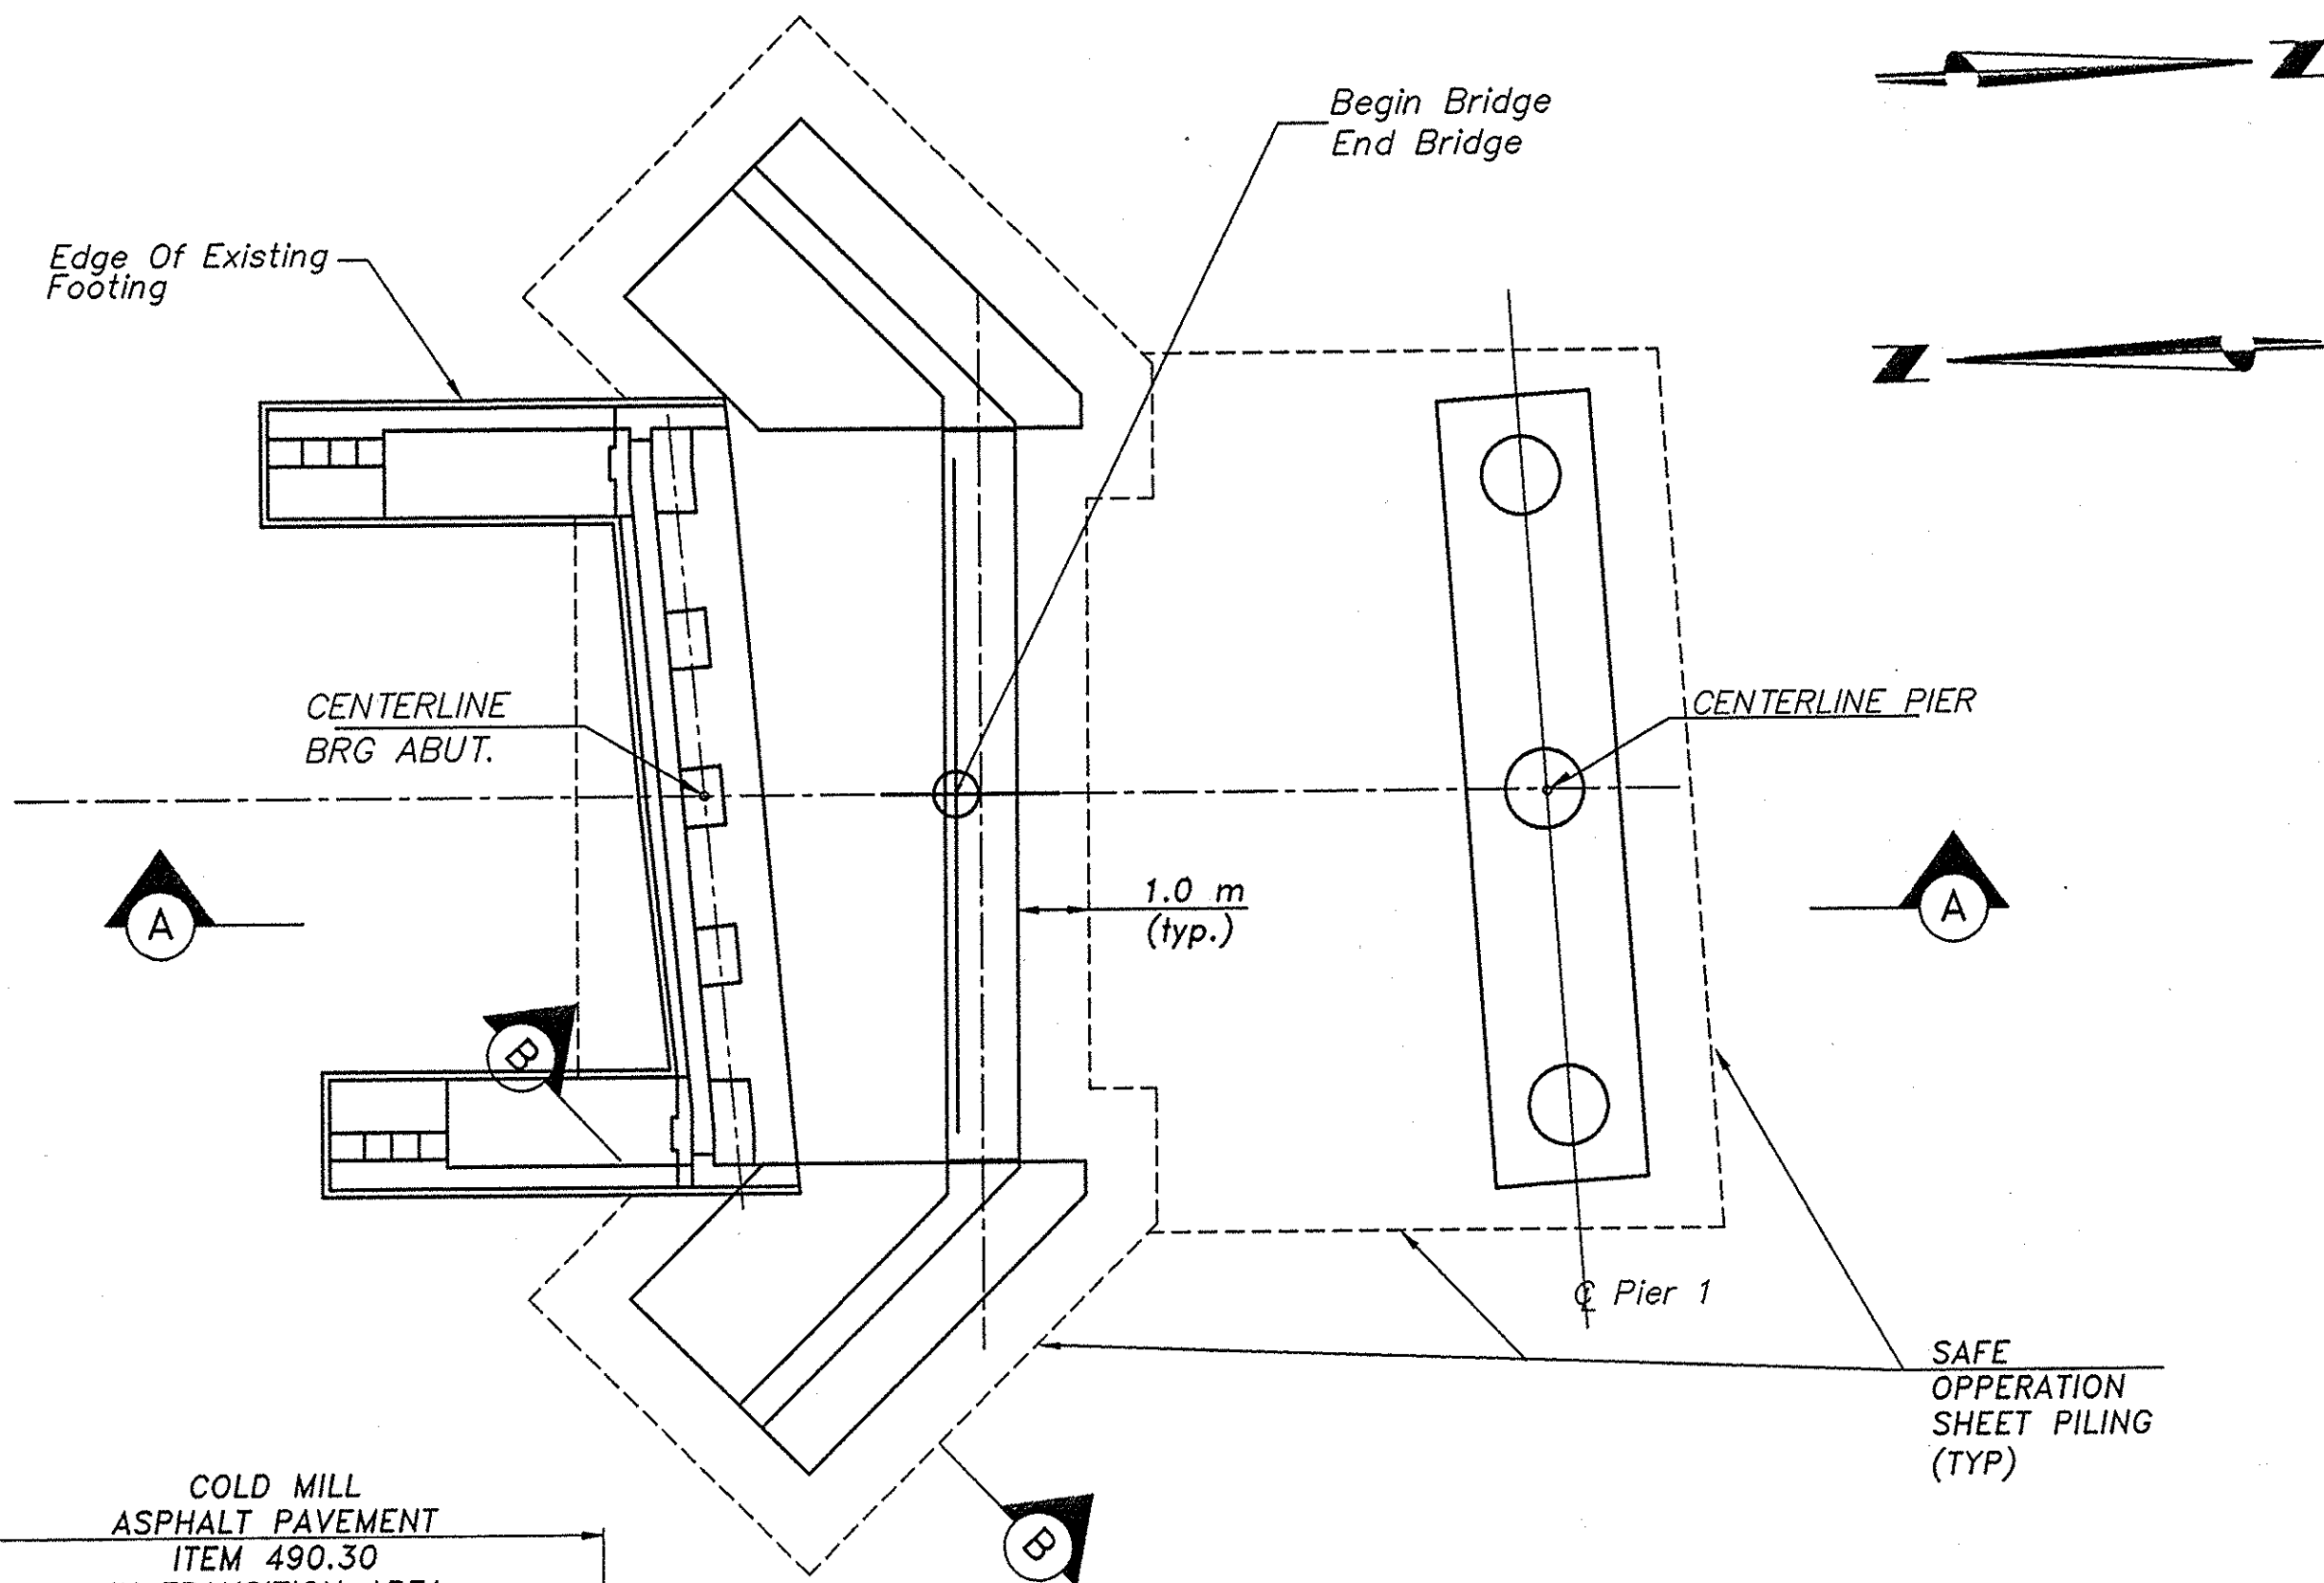 Begin Bridge
End Bridge
Z
Edge Of Existing
Footing
Z
CENTERLINE
BRG ABUT.
CENTERLINE PIER
1.0 m
(typ.)
A
A
B
℄ Pier 1
SAFE
OPPERATION
SHEET PILING
(TYP)
COLD MILL
ASPHALT PAVEMENT
ITEM 490.30
B